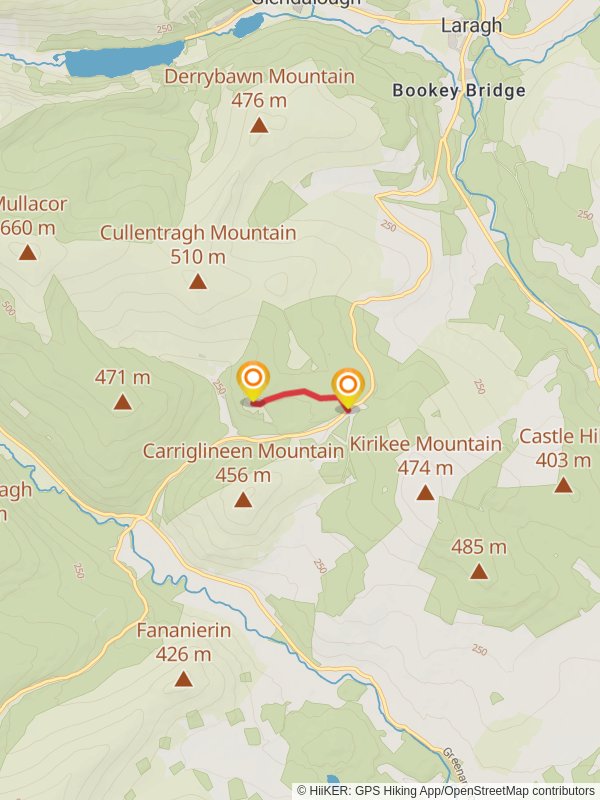 Glendalough
250
Laragh
Derrybawn Mountain
476 m
Bookey Bridge
Mullacor
660 m
250
Cullentragh Mountain
510 m
250
500
471 m
250
250
Carriglineen Mountain
456 m
Kirikee Mountain
474 m
Castle Hi
403 m
agh
m
485 m
250
250
Fananierin
426 m
250
Greenan
© HiiKER: GPS Hiking App/OpenStreetMap contributors